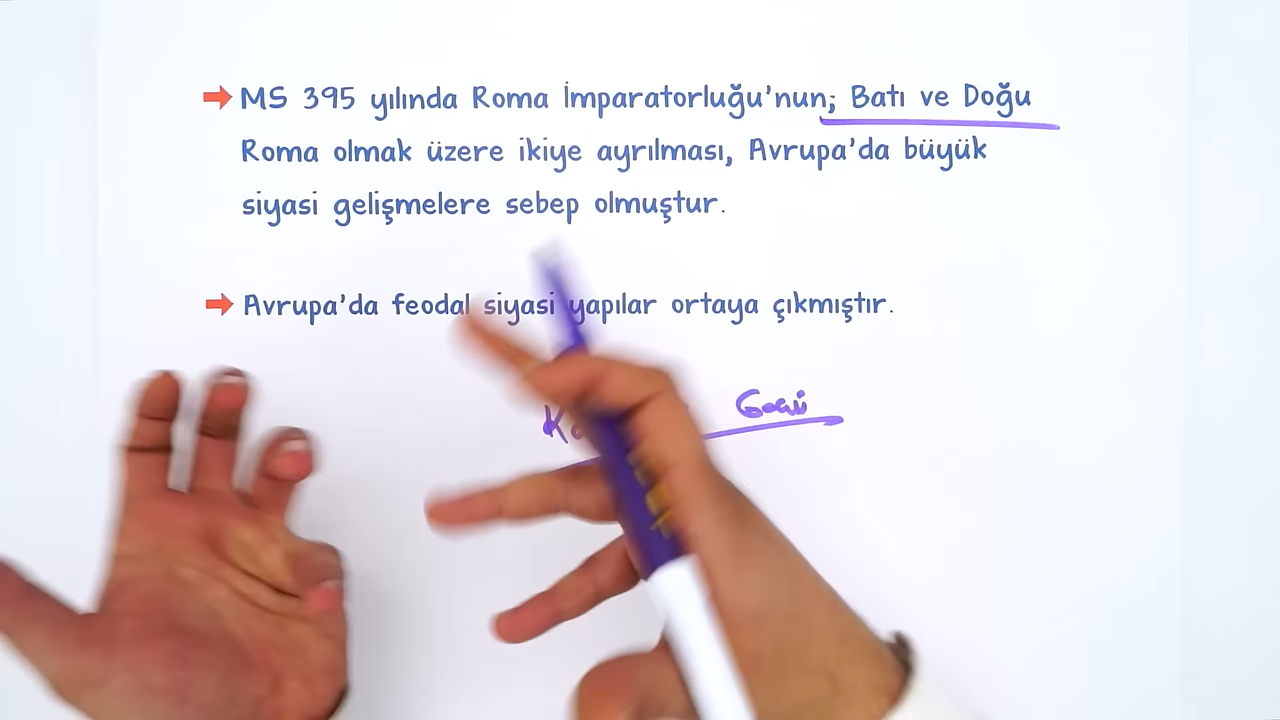 MS 395 yılında Roma İmparatorluğu'nun; Batı ve Doğu
Roma olmak üzere ikiye ayrılması, Avrupa'da büyük
siyasi gelişmelere sebep olmuştur.
Avrupa'da feodal siyasi yapılar ortaya çıkmıştır.